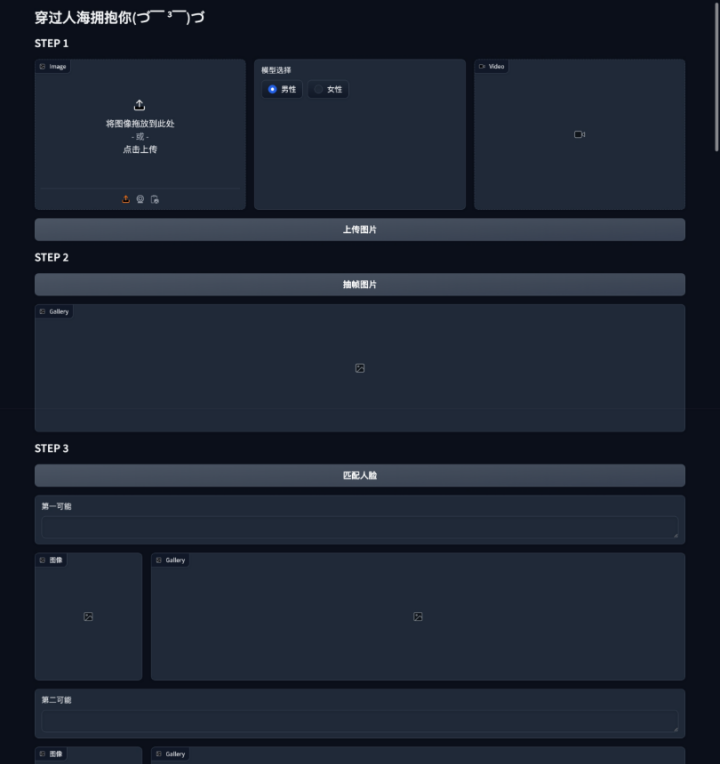 穿过人海拥抱你(づ￣ ³￣)づ
STEP 1
Image
将图像拖放到此处
- 或 -
点击上传
模型选择
男性
女性
Video
上传图片
STEP 2
抽帧图片
Gallery
STEP 3
匹配人脸
第一可能
图像
Gallery
第二可能
图像
Gallery